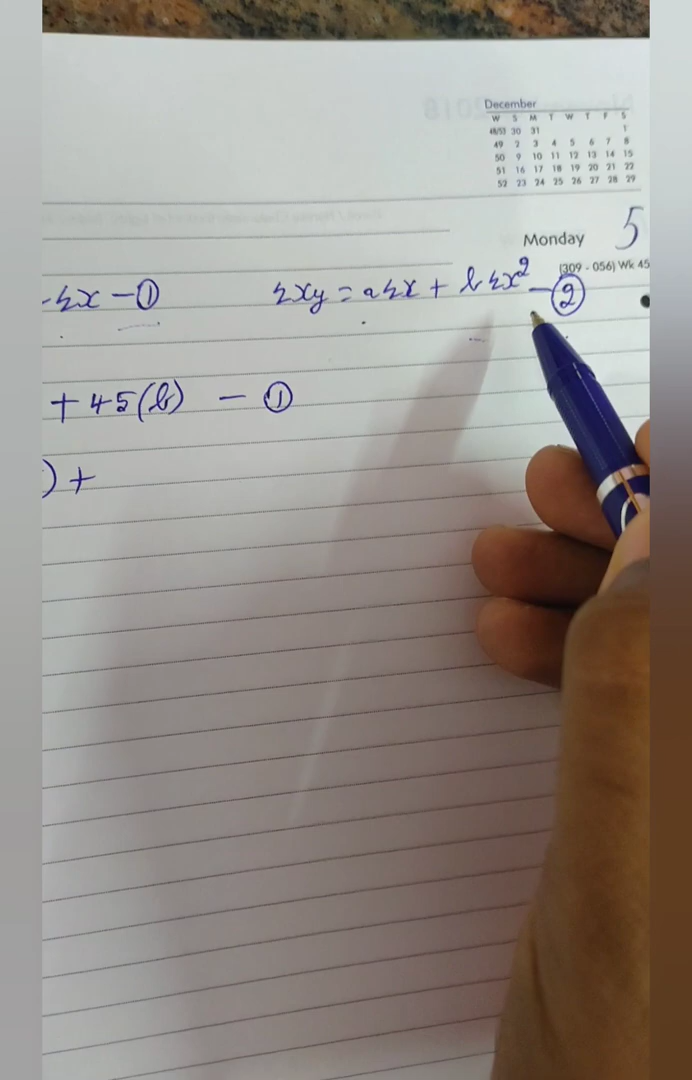 December
W S M T W T F S
48/53 30 31 1
49 2 3 4 5 6 7 8
50 9 10 11 12 13 14 15
51 16 17 18 19 20 21 22
52 23 24 25 26 27 28 29
Monday 5
(309 - 056) Wk 45
Σx - ①
Σxy = aΣx + bΣx² - ②
+ 45(b) - ①
) +